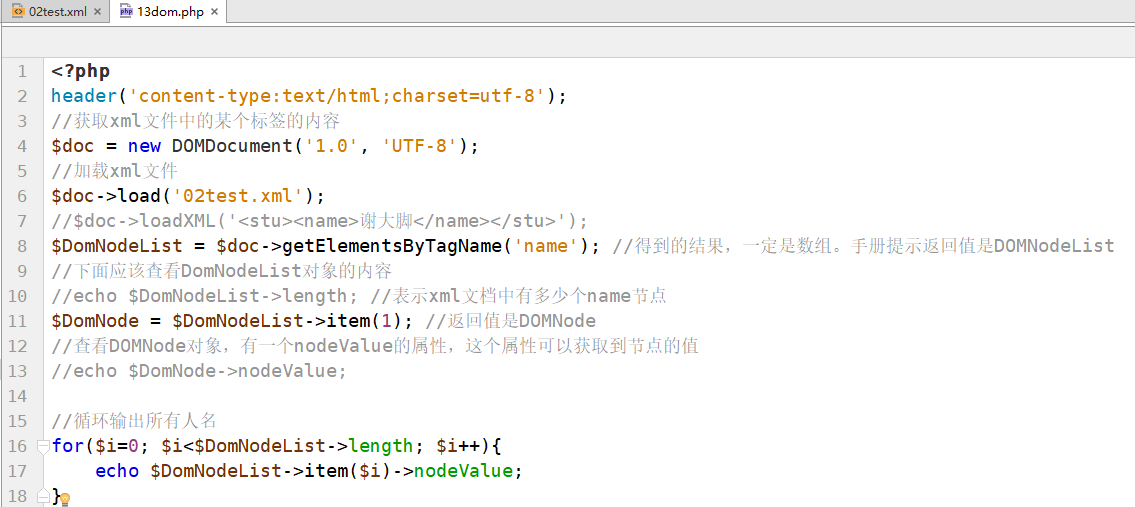 02test.xml 13dom.php
1 <?php
2 header('content-type:text/html;charset=utf-8');
3 //获取xml文件中的某个标签的内容
4 $doc = new DOMDocument('1.0', 'UTF-8');
5 //加载xml文件
6 $doc->load('02test.xml');
7 //$doc->loadXML('<stu><name>谢大脚</name></stu>');
8 $DomNodeList = $doc->getElementsByTagName('name'); //得到的结果，一定是数组。手册提示返回值是DOMNodeList
9 //下面应该查看DomNodeList对象的内容
10 //echo $DomNodeList->length; //表示xml文档中有多少个name节点
11 $DomNode = $DomNodeList->item(1); //返回值是DOMNode
12 //查看DOMNode对象，有一个nodeValue的属性，这个属性可以获取到节点的值
13 //echo $DomNode->nodeValue;
14
15 //循环输出所有人名
16 for($i=0; $i<$DomNodeList->length; $i++){
17     echo $DomNodeList->item($i)->nodeValue;
18 }